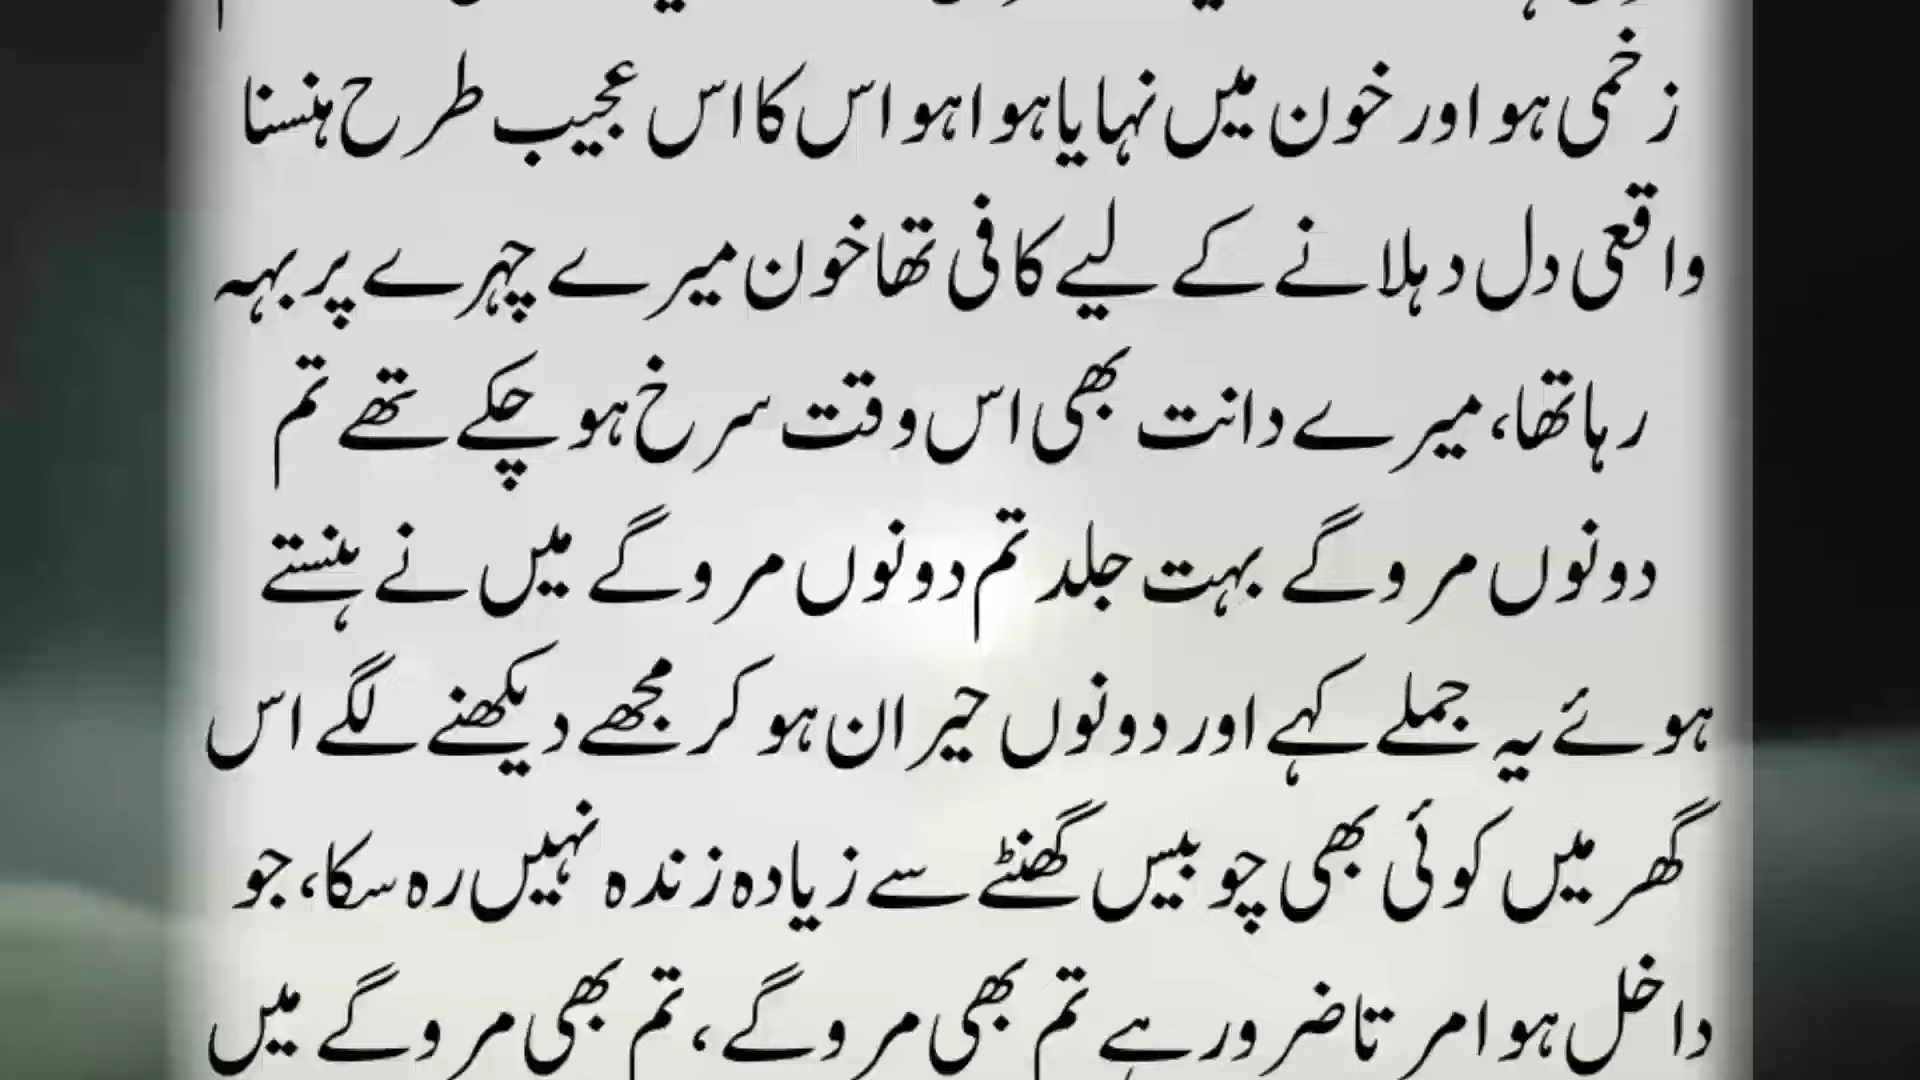 زخمی ہو اور خون میں نہایا ہوا ہو اس کا اس عجیب طرح ہنسنا
واقعی دل دہلانے کے لیے کافی تھا خون میرے چہرے پر بہہ
رہا تھا، میرے دانت بھی اس وقت سرخ ہو چکے تھے تم
دونوں مرو گے بہت جلد تم دونوں مرو گے میں نے ہنستے
ہوئے یہ جملے کہے اور دونوں حیران ہو کر مجھے دیکھنے لگے اس
گھر میں کوئی بھی چوبیس گھنٹے سے زیادہ زندہ نہیں رہ سکا، جو
داخل ہوا مرتا ضرور ہے تم بھی مرو گے، تم بھی مرو گے میں